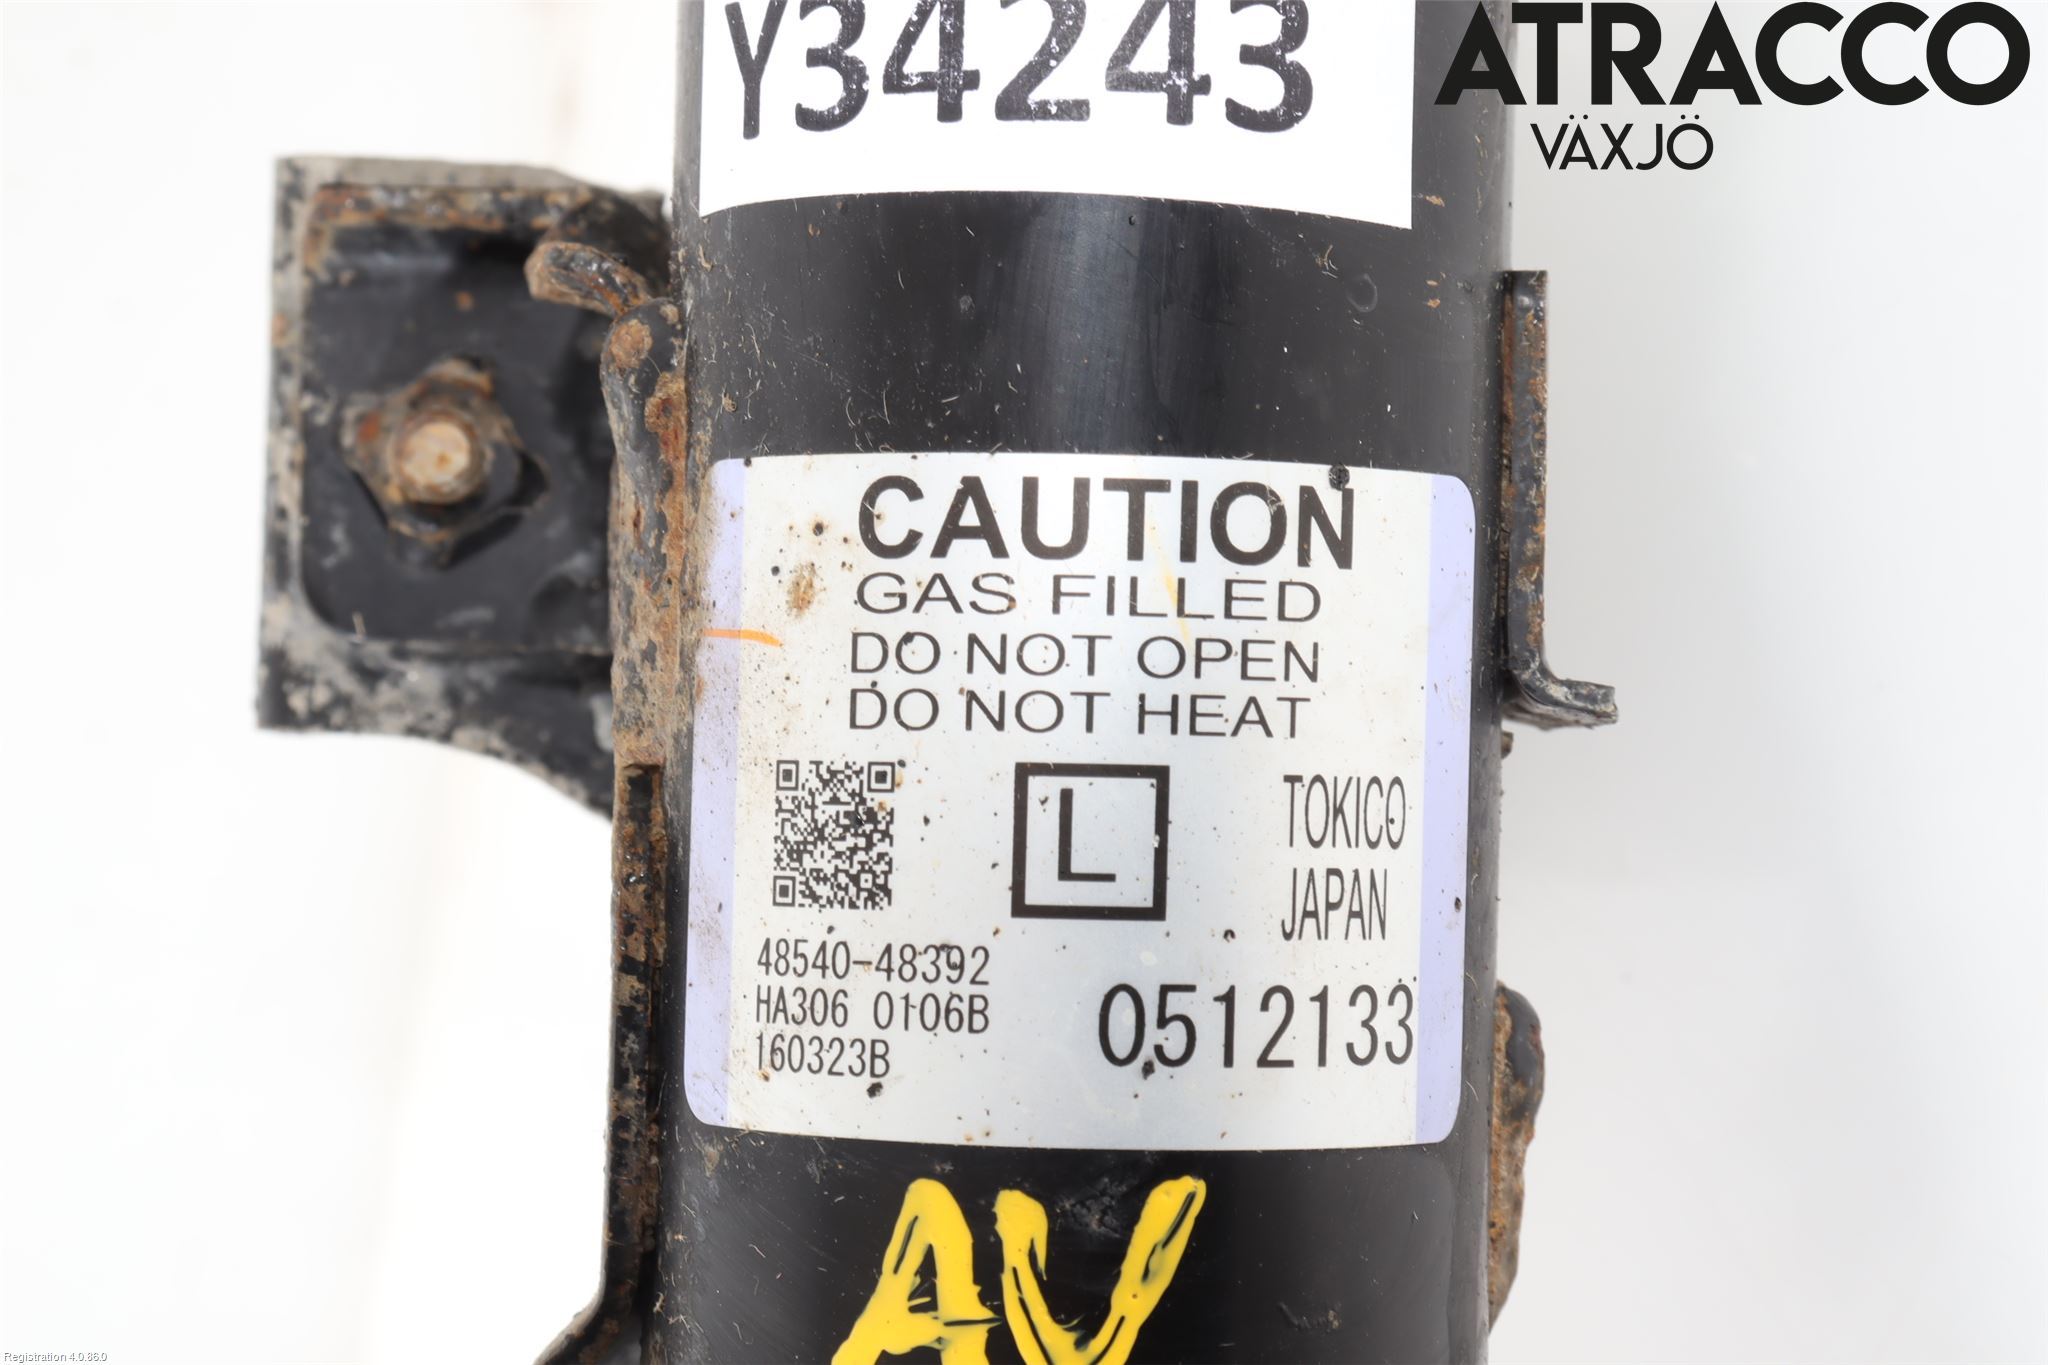 Y34243
ATRACCO
VÄXJÖ
CAUTION
GAS FILLED
DO NOT OPEN
DO NOT HEAT
L
TOKICO
JAPAN
48540-48392
HA306 0106B
160323B
0512133
AV
Registration 4.0.86.0